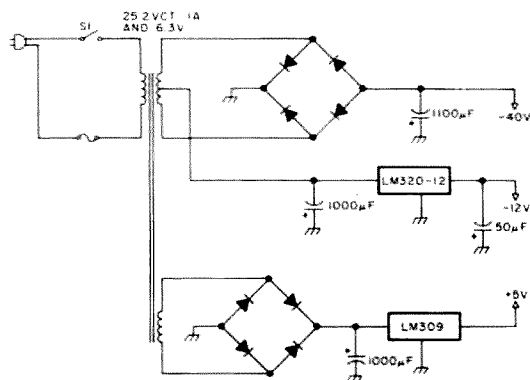 S1
25.2VCT 1A
AND 6.3V
1100µF
-40V
LM320-12
1000µF
-12V
50µF
+5V
LM309
1000µF